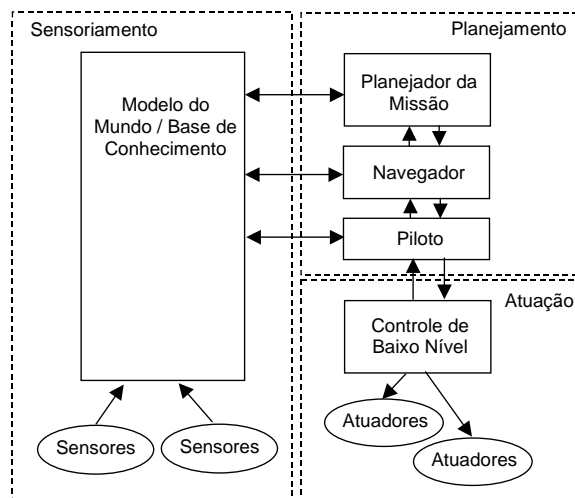 Sensoriamento
Modelo do
Mundo / Base de
Conhecimento
Sensores
Sensores
Planejamento
Planejador da
Missão
Navegador
Piloto
Atuação
Controle de
Baixo Nível
Atuadores
Atuadores